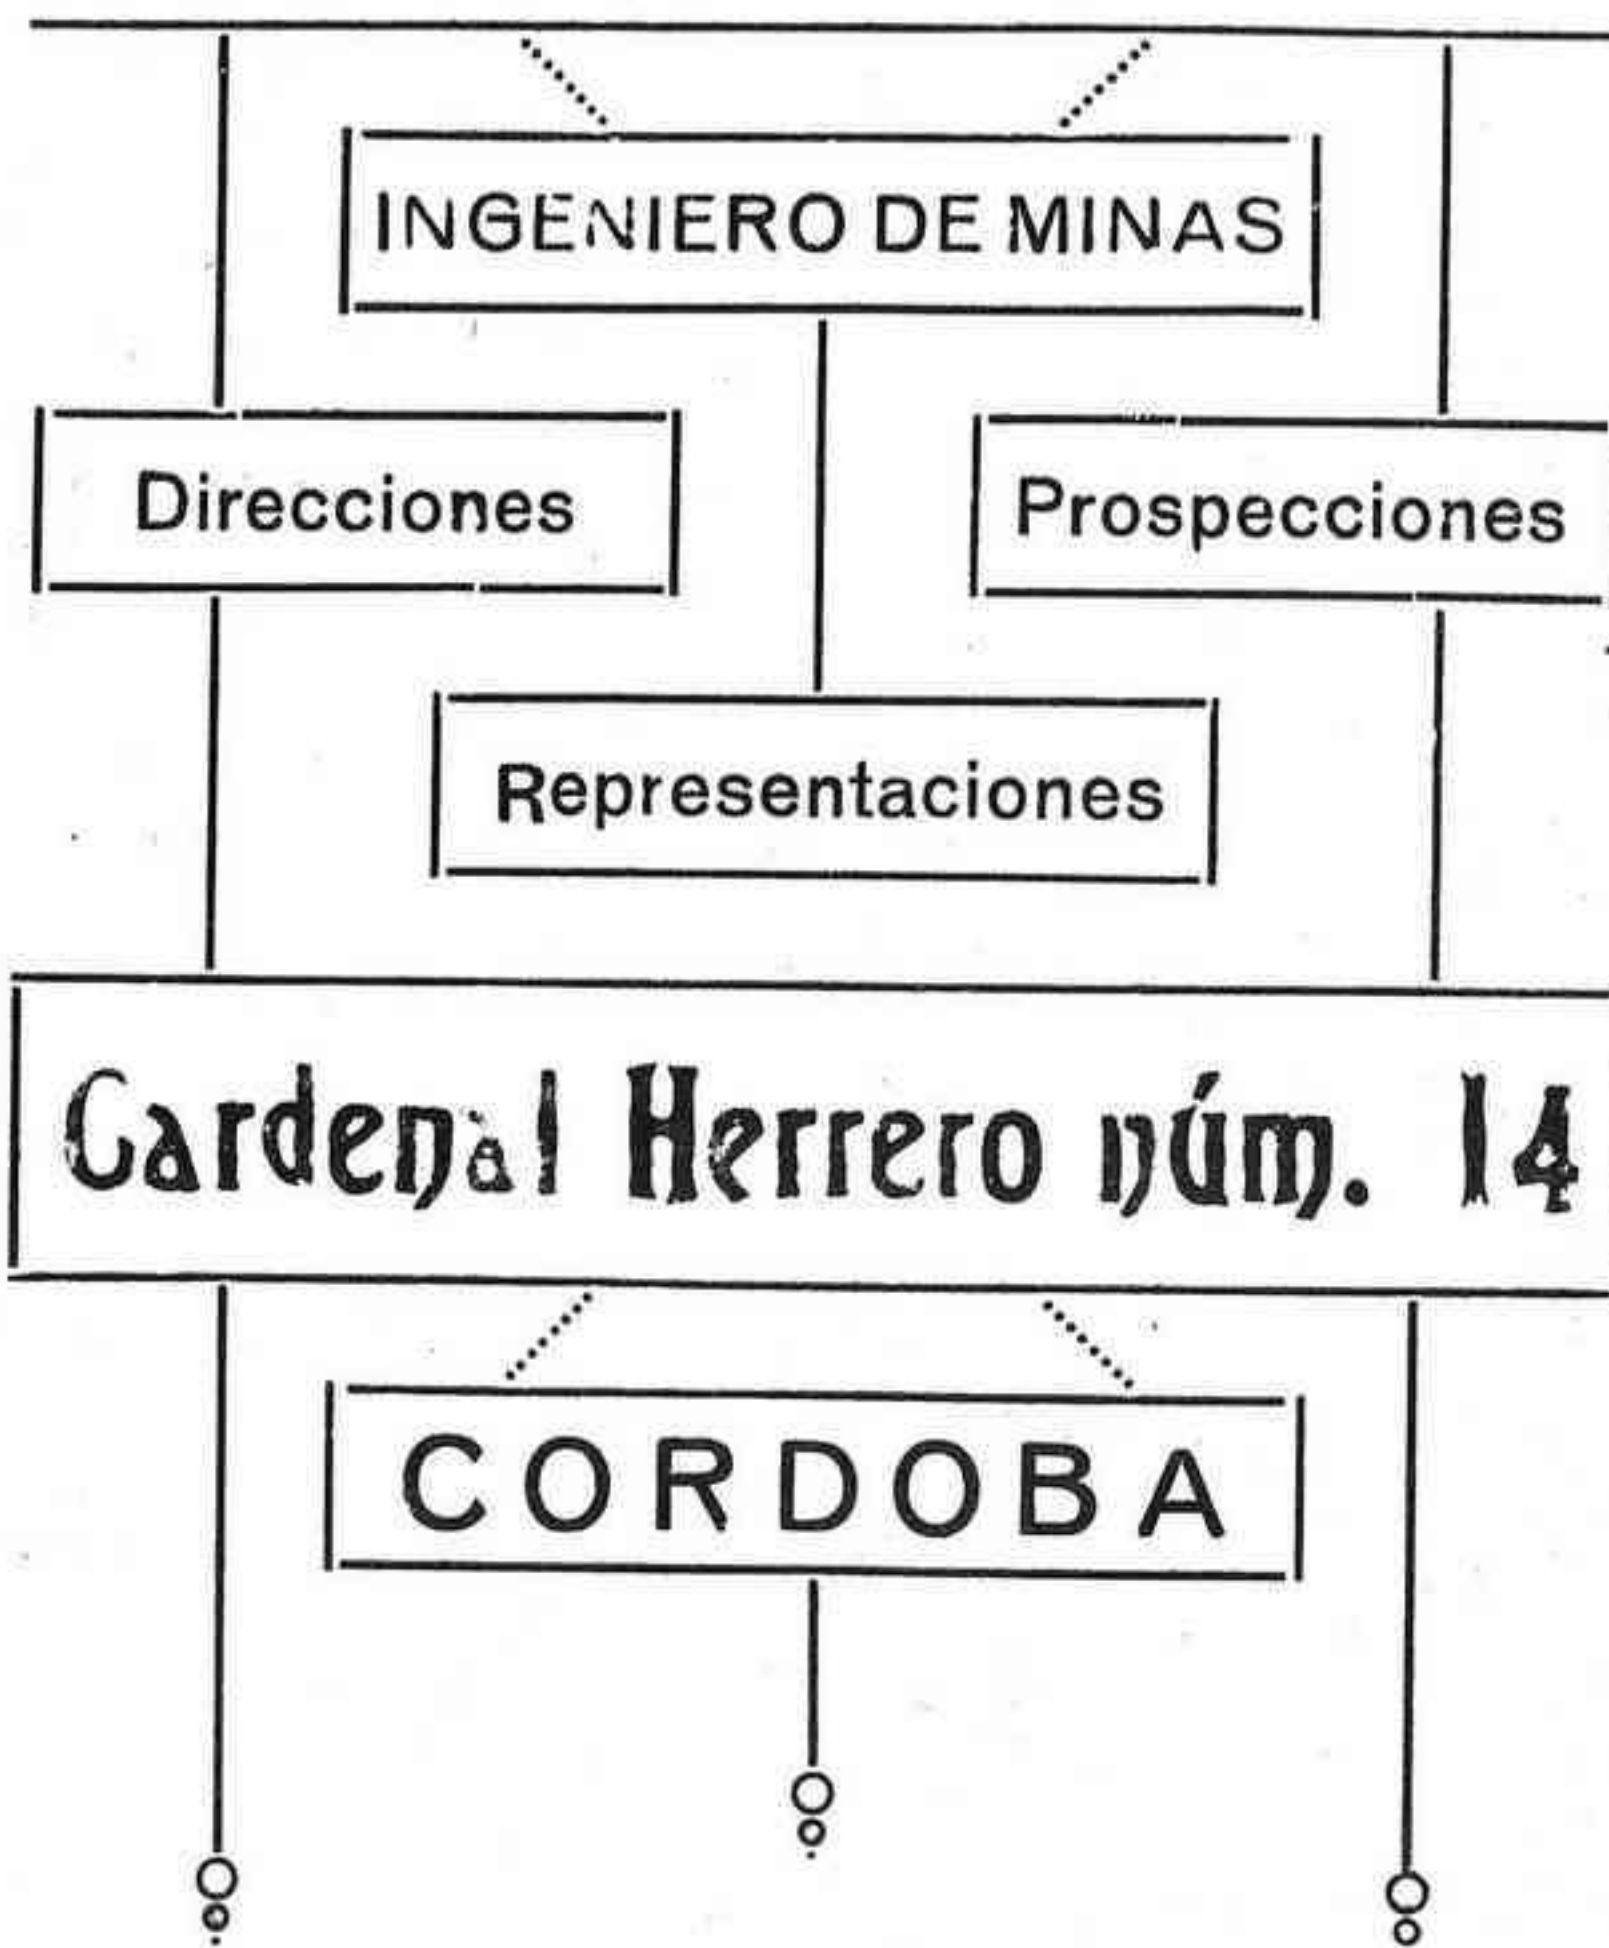 INGENIERO DE MINAS
Direcciones
Prospecciones
Representaciones
Cardenal Herrero núm. 14
CORDOBA